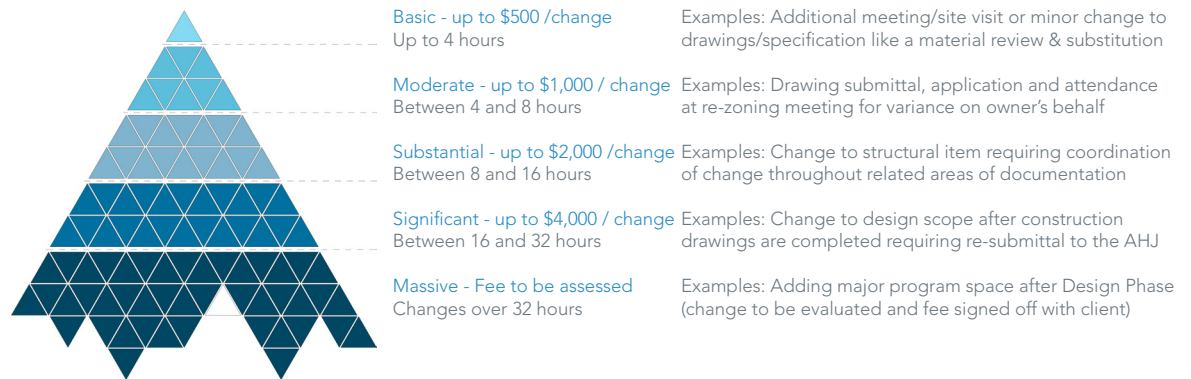 Basic - up to $500 /change
Up to 4 hours
Examples: Additional meeting/site visit or minor change to
drawings/specification like a material review & substitution
Moderate - up to $1,000 / change
Between 4 and 8 hours
Examples: Drawing submittal, application and attendance
at re-zoning meeting for variance on owner's behalf
Substantial - up to $2,000 /change
Between 8 and 16 hours
Examples: Change to structural item requiring coordination
of change throughout related areas of documentation
Significant - up to $4,000 / change
Between 16 and 32 hours
Examples: Change to design scope after construction
drawings are completed requiring re-submittal to the AHJ
Massive - Fee to be assessed
Changes over 32 hours
Examples: Adding major program space after Design Phase
(change to be evaluated and fee signed off with client)